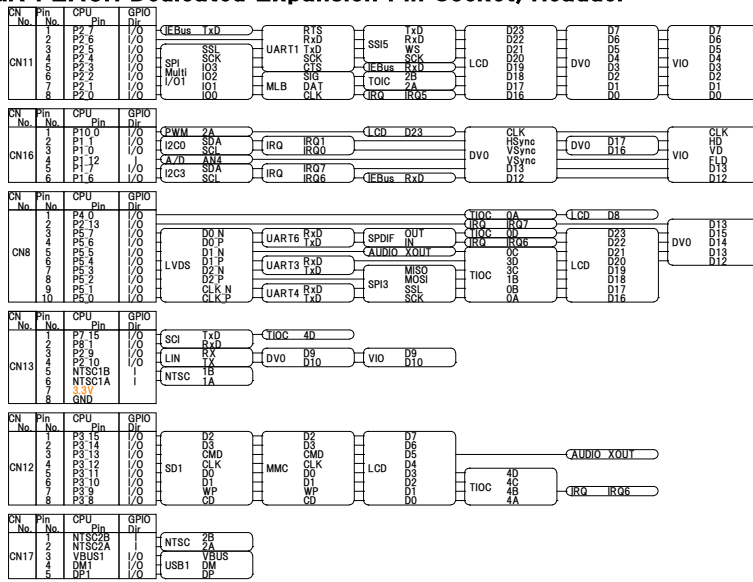 CN Pin CPU GPIO
No. No. Pin Dir
CN11
1 P2_7 I/O IEBus TxD RTS TxD D23 D7 D7
2 P2_6 I/O RxD RxD D22 D6 D6
3 P2_5 I/O SSL UART1 TxD SSI5 WS D21 D5 D5
4 P2_4 I/O SPI SCK SCK SCK LCD D20 DV0 D4 VIO D4
5 P2_3 I/O Multi IO3 CTS IEBus RxD D19 D3 D3
6 P2_2 I/O I/O1 IO2 SIG TOIC 2B D18 D2 D2
7 P2_1 I/O IO1 MLB DAT 2A D17 D1 D1
8 P2_0 I/O IO0 CLK IRQ IRQ5 D16 D0 D0
CN Pin CPU GPIO
No. No. Pin Dir
CN16
1 P10_0 I/O PWM 2A LCD D23 CLK CLK
2 P1_1 I/O I2C0 SDA IRQ IRQ1 HSync DV0 D17 HD
3 P1_0 I/O SCL IRQ0 DV0 VSync D16 VIO VD
4 P1_12 I A/D AN4 VSync FLD
5 P1_7 I/O I2C3 SDA IRQ IRQ7 D13 D13
6 P1_6 I/O SCL IRQ6 IEBus RxD D12 D12
CN Pin CPU GPIO
No. No. Pin Dir
CN8
1 P4_0 I/O TIOC 0A LCD D8
2 P2_13 I/O IRQ IRQ7 D13
3 P5_7 I/O D0_N UART6 RxD SPDIF OUT TIOC 0D D23 D15
4 P5_6 I/O D0_P TxD IN IRQ IRQ6 D22 DV0 D14
5 P5_5 I/O D1_N AUDIO XOUT 0C D21 D13
6 P5_4 I/O LVDS D1_P UART3 RxD 3D LCD D20 D12
7 P5_3 I/O D2_N TxD MISO TIOC 3C D19
8 P5_2 I/O D2_P SPI3 MOSI 1B D18
9 P5_1 I/O CLK_N UART4 RxD SSL 0B D17
10 P5_0 I/O CLK_P TxD SCK 0A D16
CN Pin CPU GPIO
No. No. Pin Dir
CN13
1 P7_15 I/O SCI TxD TIOC 4D
2 P8_1 I/O RxD
3 P2_9 I/O LIN RX DV0 D9 VIO D9
4 P2_10 I/O TX D10 D10
5 NTSC1B I NTSC 1B
6 NTSC1A I 1A
7 3.3V
8 GND
CN Pin CPU GPIO
No. No. Pin Dir
CN12
1 P3_15 I/O D2 D2 D7
2 P3_14 I/O D3 D3 D6
3 P3_13 I/O CMD CMD D5 AUDIO XOUT
4 P3_12 I/O SD1 CLK MMC CLK LCD D4
5 P3_11 I/O D0 D0 D3 4D
6 P3_10 I/O D1 D1 D2 TIOC 4C
7 P3_9 I/O WP WP D1 4B IRQ IRQ6
8 P3_8 I/O CD CD D0 4A
CN Pin CPU GPIO
No. No. Pin Dir
CN17
1 NTSC2B I NTSC 2B
2 NTSC2A I 2A
3 VBUS1 I/O VBUS
4 DM1 I/O USB1 DM
5 DP1 I/O DP